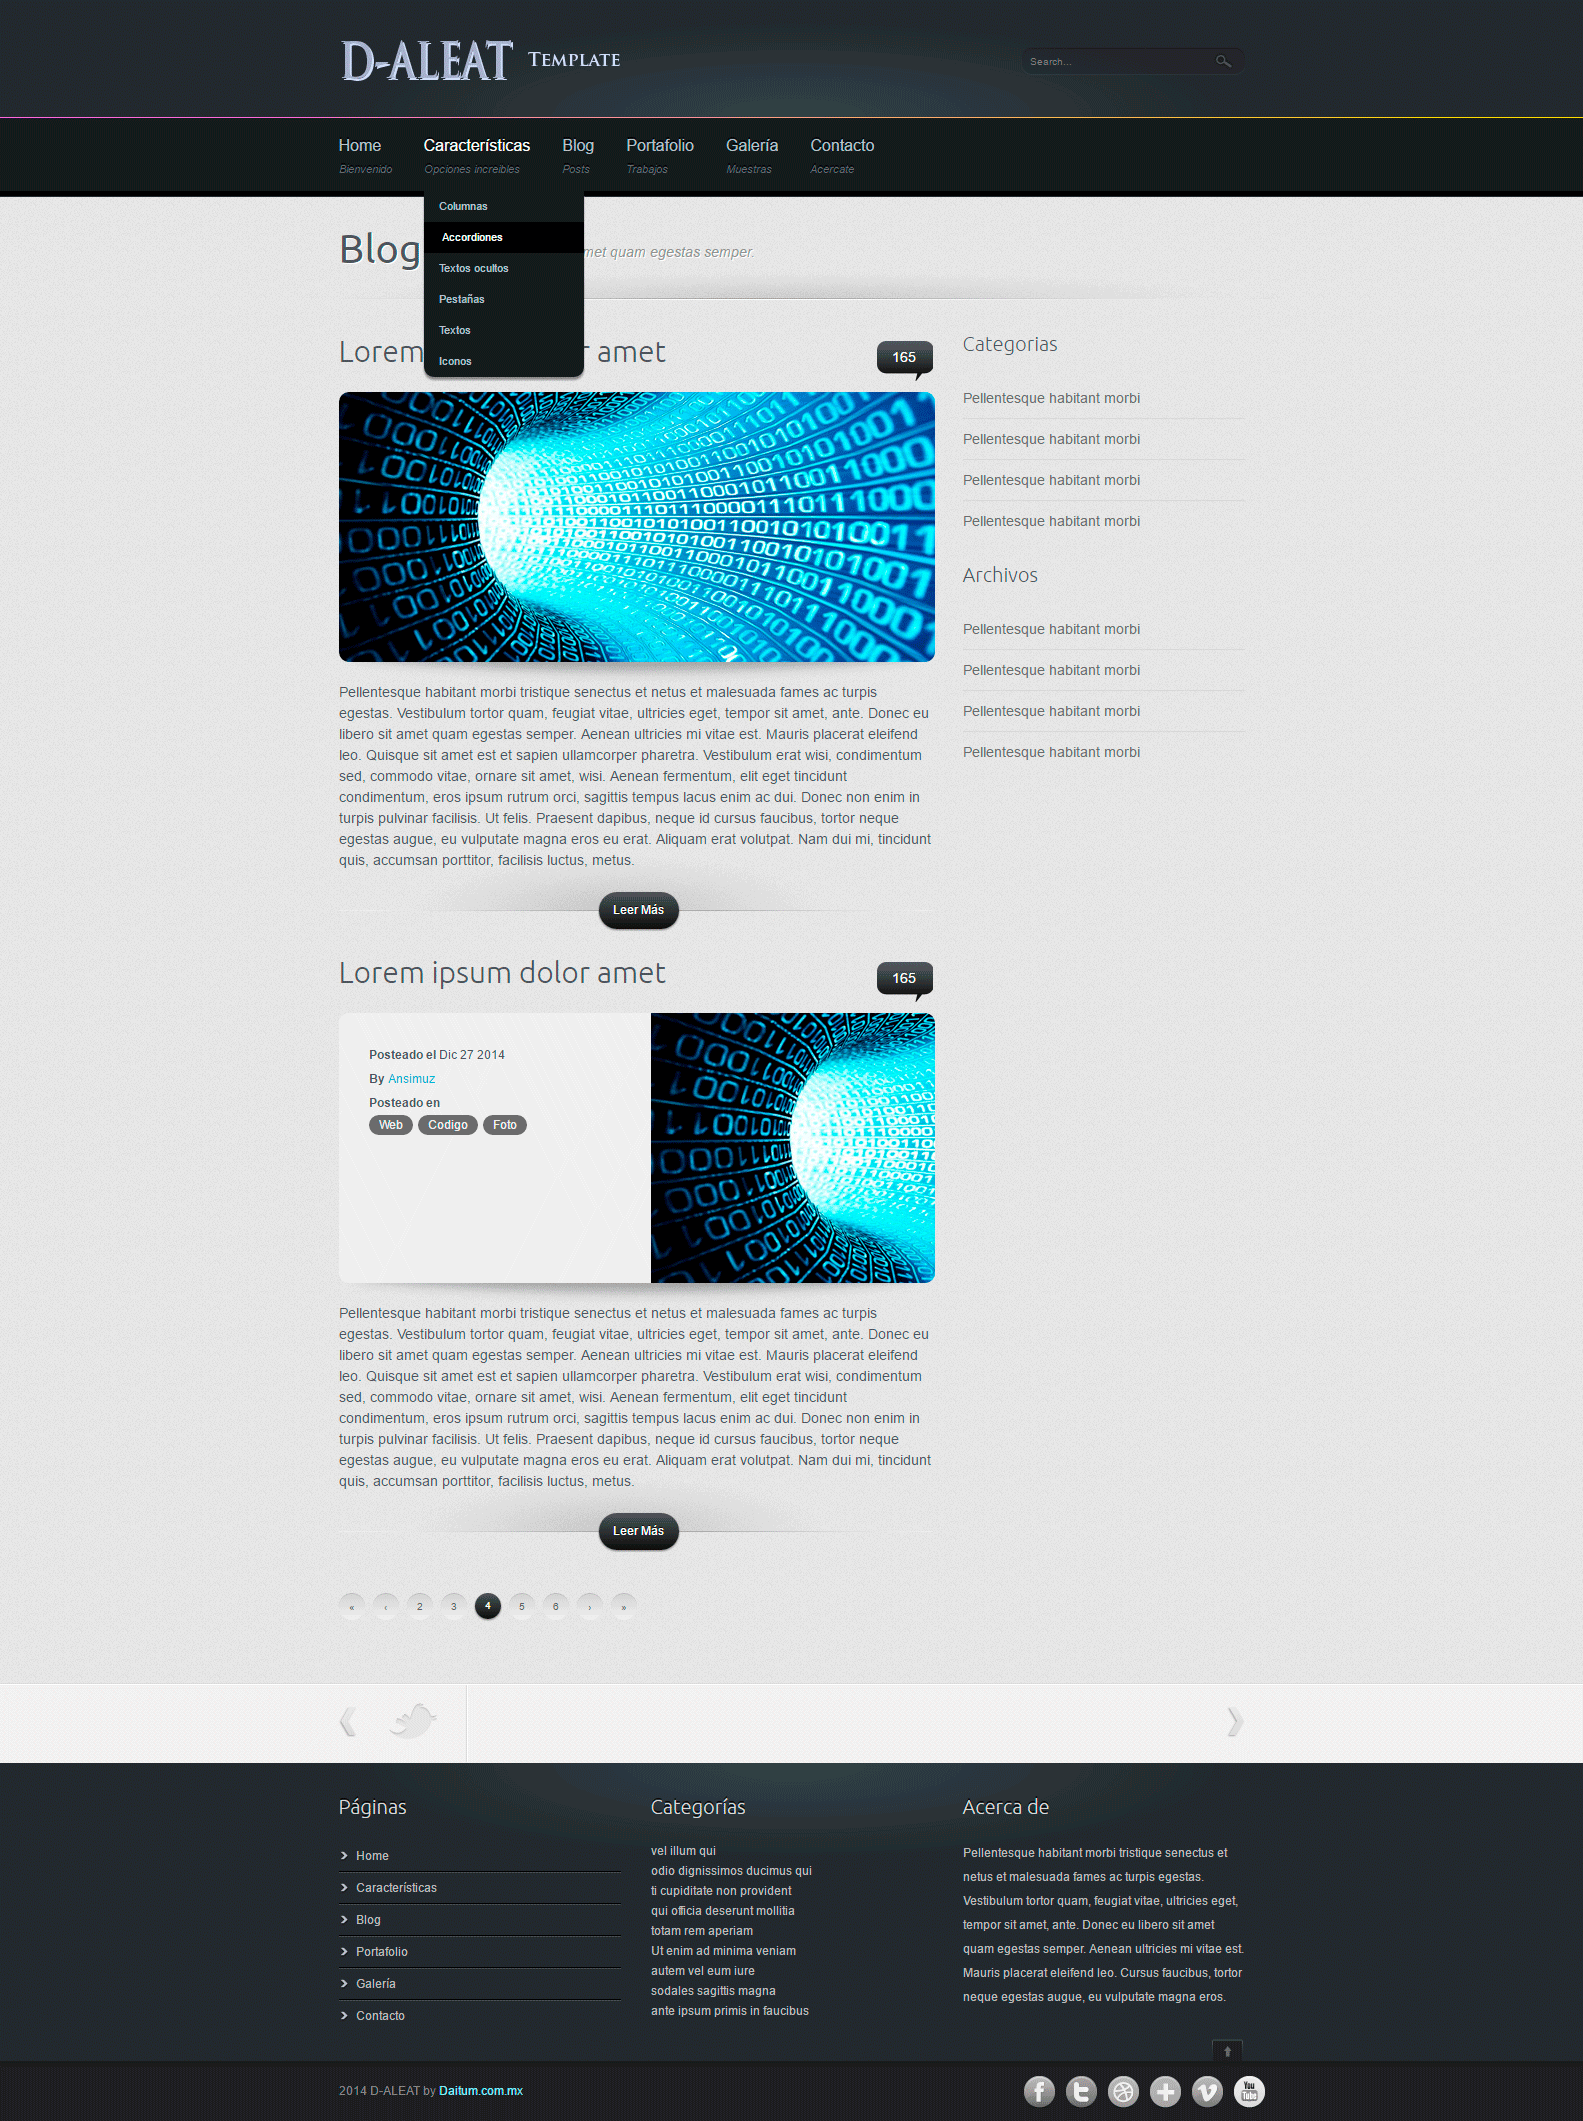 D-ALEAT TEMPLATE
Search...
Home Características Blog Portafolio Galería Contacto
Bienvenido Opciones increibles Posts Trabajos Muestras Acercate
Columnas
Accordiones
Textos ocultos
Pestañas
Textos
Iconos
Blog met quam egestas semper.
Lorem r amet
165
Pellentesque habitant morbi tristique senectus et netus et malesuada fames ac turpis
egestas. Vestibulum tortor quam, feugiat vitae, ultricies eget, tempor sit amet, ante. Donec eu
libero sit amet quam egestas semper. Aenean ultricies mi vitae est. Mauris placerat eleifend
leo. Quisque sit amet est et sapien ullamcorper pharetra. Vestibulum erat wisi, condimentum
sed, commodo vitae, ornare sit amet, wisi. Aenean fermentum, elit eget tincidunt
condimentum, eros ipsum rutrum orci, sagittis tempus lacus enim ac dui. Donec non enim in
turpis pulvinar facilisis. Ut felis. Praesent dapibus, neque id cursus faucibus, tortor neque
egestas augue, eu vulputate magna eros eu erat. Aliquam erat volutpat. Nam dui mi, tincidunt
quis, accumsan porttitor, facilisis luctus, metus.
Leer Más
Lorem ipsum dolor amet
165
Posteado el Dic 27 2014
By Ansimuz
Posteado en
Web Codigo Foto
Pellentesque habitant morbi tristique senectus et netus et malesuada fames ac turpis
egestas. Vestibulum tortor quam, feugiat vitae, ultricies eget, tempor sit amet, ante. Donec eu
libero sit amet quam egestas semper. Aenean ultricies mi vitae est. Mauris placerat eleifend
leo. Quisque sit amet est et sapien ullamcorper pharetra. Vestibulum erat wisi, condimentum
sed, commodo vitae, ornare sit amet, wisi. Aenean fermentum, elit eget tincidunt
condimentum, eros ipsum rutrum orci, sagittis tempus lacus enim ac dui. Donec non enim in
turpis pulvinar facilisis. Ut felis. Praesent dapibus, neque id cursus faucibus, tortor neque
egestas augue, eu vulputate magna eros eu erat. Aliquam erat volutpat. Nam dui mi, tincidunt
quis, accumsan porttitor, facilisis luctus, metus.
Leer Más
« ‹ 2 3 4 5 6 › »
Categorias
Pellentesque habitant morbi
Pellentesque habitant morbi
Pellentesque habitant morbi
Pellentesque habitant morbi
Archivos
Pellentesque habitant morbi
Pellentesque habitant morbi
Pellentesque habitant morbi
Pellentesque habitant morbi
Páginas
Home
Características
Blog
Portafolio
Galería
Contacto
Categorías
vel illum qui
odio dignissimos ducimus qui
ti cupiditate non provident
qui officia deserunt mollitia
totam rem aperiam
Ut enim ad minima veniam
autem vel eum iure
sodales sagittis magna
ante ipsum primis in faucibus
Acerca de
Pellentesque habitant morbi tristique senectus et
netus et malesuada fames ac turpis egestas.
Vestibulum tortor quam, feugiat vitae, ultricies eget,
tempor sit amet, ante. Donec eu libero sit amet
quam egestas semper. Aenean ultricies mi vitae est.
Mauris placerat eleifend leo. Cursus faucibus, tortor
neque egestas augue, eu vulputate magna eros.
2014 D-ALEAT by Daitum.com.mx
You Tube